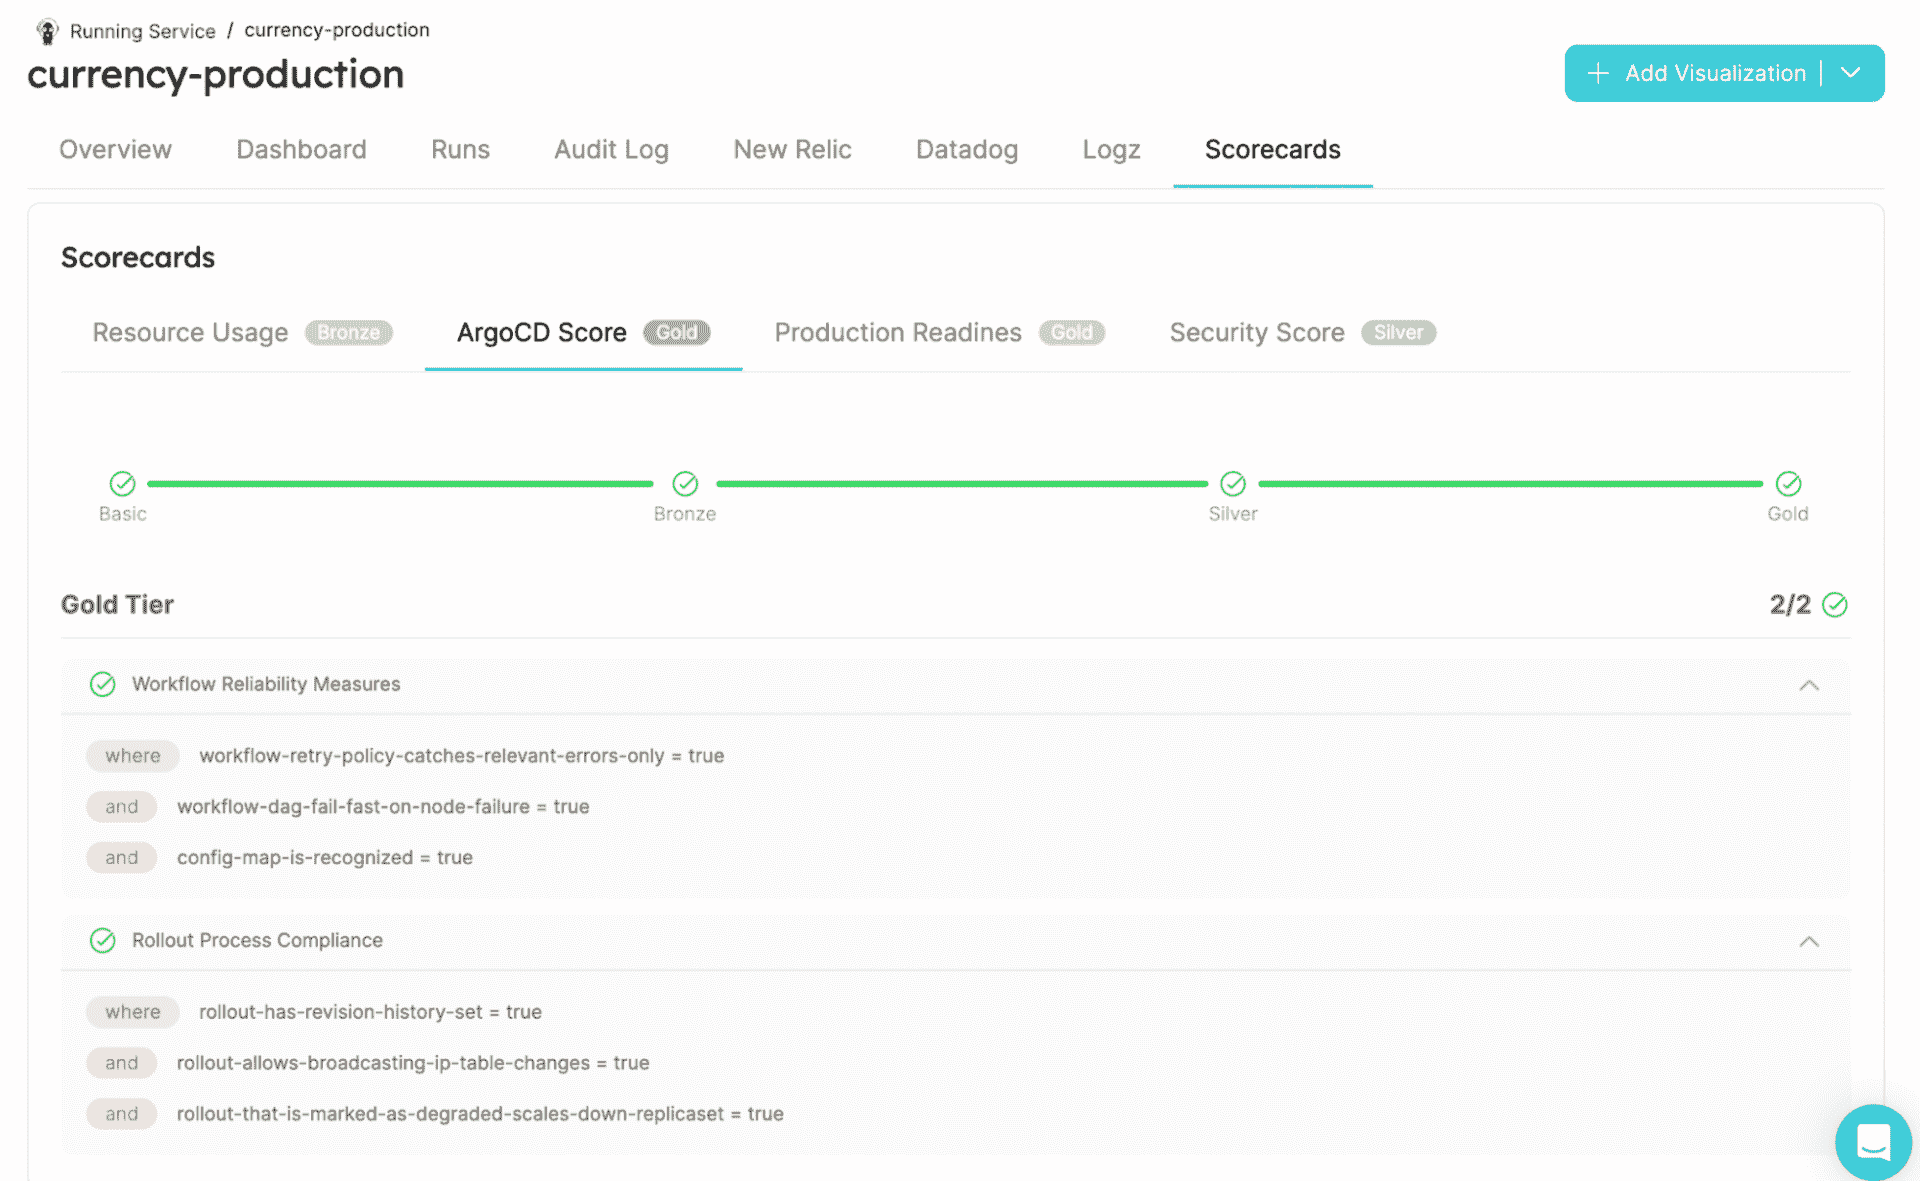 Running Service / currency-production
currency-production
Add Visualization
Overview Dashboard Runs Audit Log New Relic Datadog Logz Scorecards
Scorecards
Resource Usage Bronze ArgoCD Score Gold Production Readines Gold Security Score Silver
Basic Bronze Silver Gold
Gold Tier 2/2
Workflow Reliability Measures
where workflow-retry-policy-catches-relevant-errors-only = true
and workflow-dag-fail-fast-on-node-failure = true
and config-map-is-recognized = true
Rollout Process Compliance
where rollout-has-revision-history-set = true
and rollout-allows-broadcasting-ip-table-changes = true
and rollout-that-is-marked-as-degraded-scales-down-replicaset = true